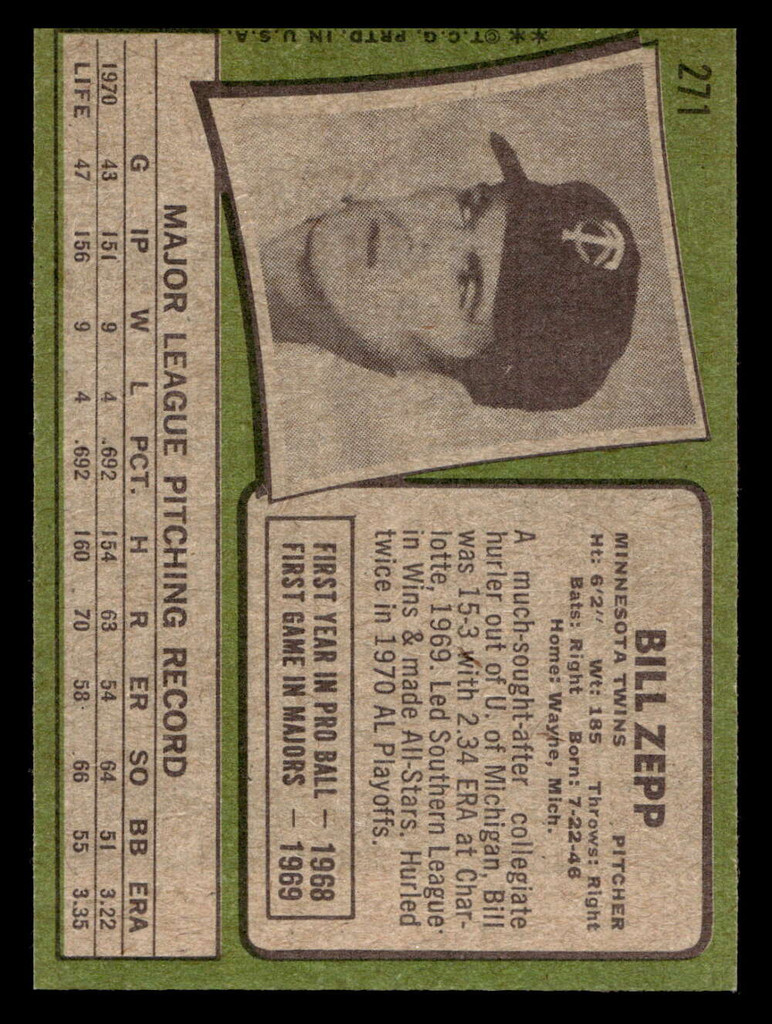 271
BILL ZEPP
MINNESOTA TWINS PITCHER
Ht: 6'2" Wt: 185 Throws: Right
Bats: Right Born: 7-22-46
Home: Wayne, Mich.
A much-sought-after collegiate
hurler out of U. of Michigan, Bill
was 15-3 with 2.34 ERA at Char-
lotte, 1969. Led Southern League
in Wins & made All-Stars. Hurled
twice in 1970 AL Playoffs.
FIRST YEAR IN PRO BALL — 1968
FIRST GAME IN MAJORS — 1969
TC
MAJOR LEAGUE PITCHING RECORD
G IP W L PCT. H R ER SO BB ERA
1970 43 151 9 4 .692 154 63 54 64 51 3.22
LIFE 47 156 9 4 .692 160 70 58 66 55 3.35
**©T.C.G. PRTD. IN U.S.A.